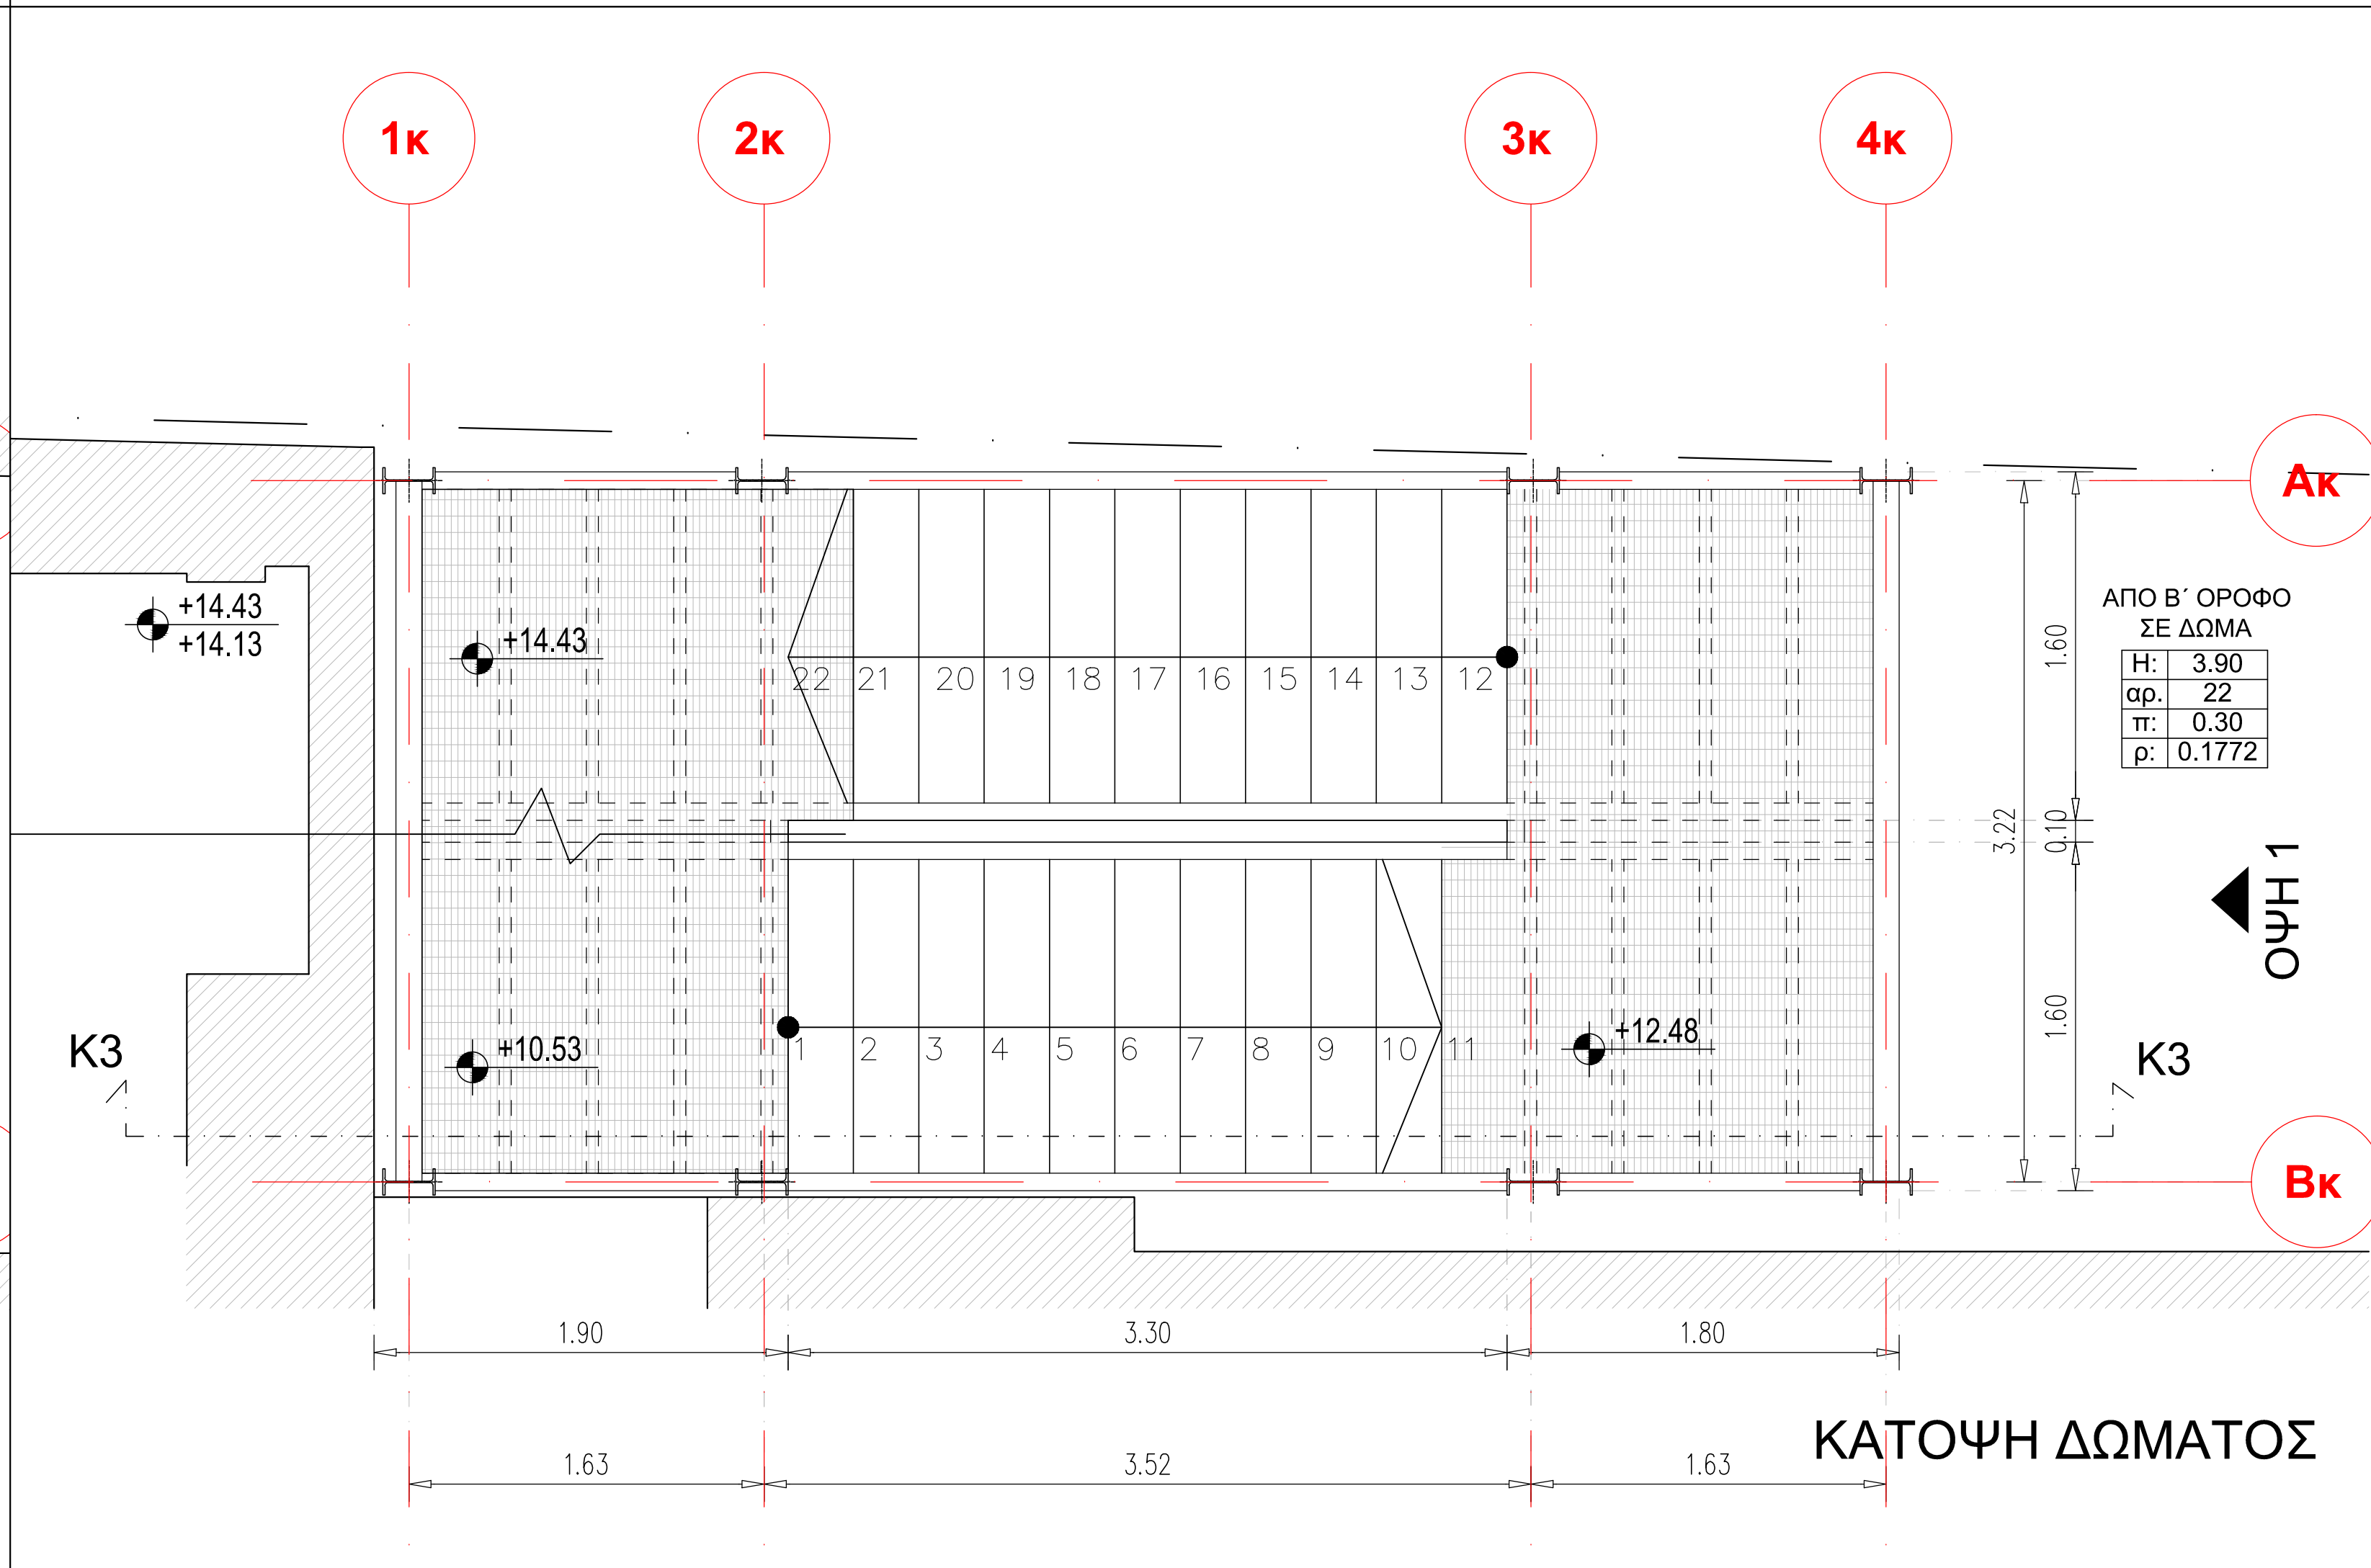 1κ 2κ 3κ 4κ
Aκ
+14.43
+14.13
+14.43
22 21 20 19 18 17 16 15 14 13 12
ΑΠΟ Β΄ ΟΡΟΦΟ
ΣΕ ΔΩΜΑ
Η: 3.90
αρ. 22
π: 0.30
ρ: 0.1772
1.60
3.22
0.10
1.60
ΟΨΗ 1
+10.53
1 2 3 4 5 6 7 8 9 10 11
+12.48
K3
K3
Bκ
1.90 3.30 1.80
1.63 3.52 1.63
ΚΑΤΟΨΗ ΔΩΜΑΤΟΣ